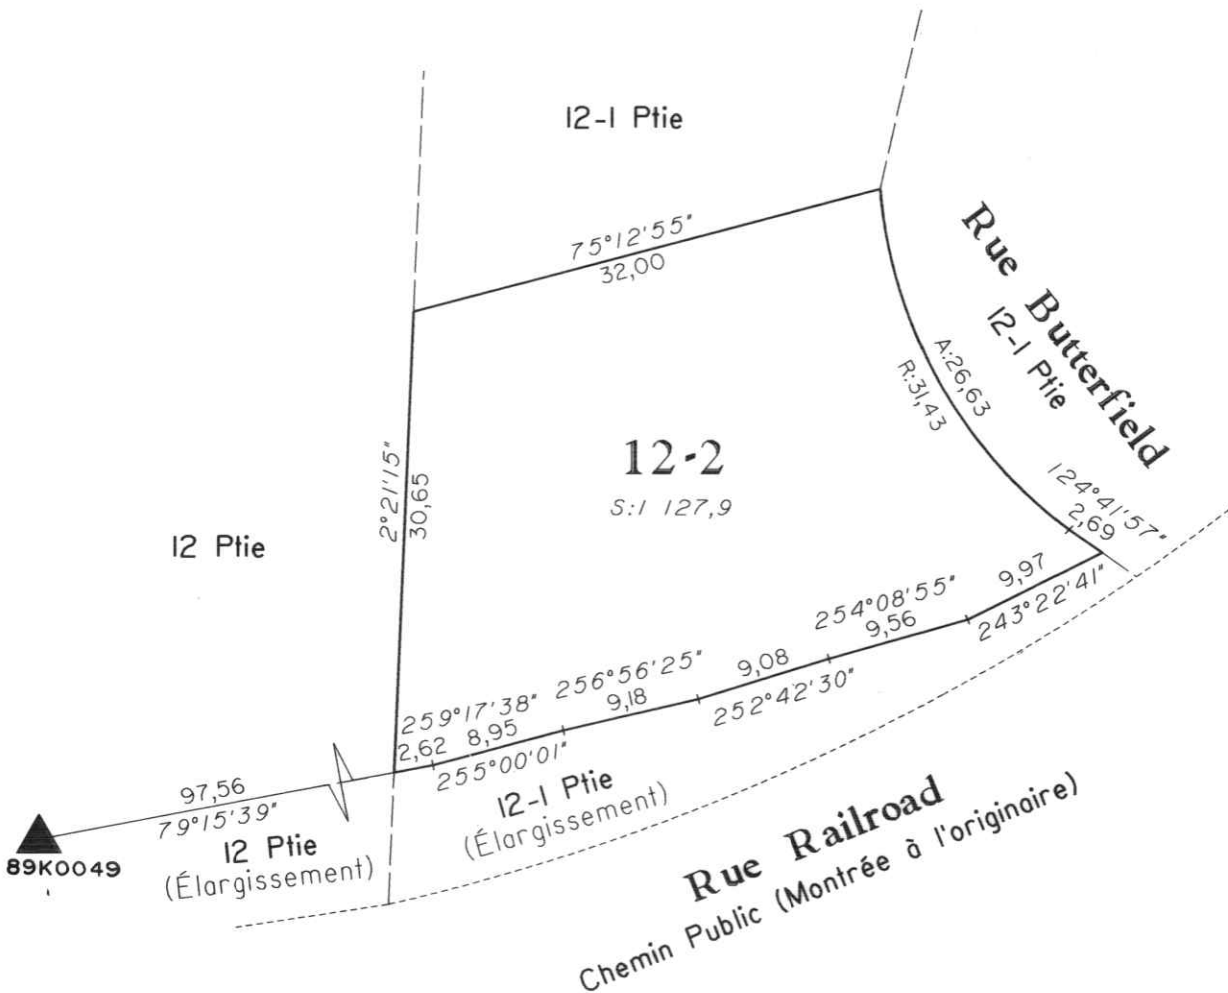 12-1 Ptie
75°12'55"
32,00
Rue Butterfield
12-1 Ptie
A:26,63
R:31,43
12-2
S:1 127,9
2°21'15"
30,65
12 Ptie
124°41'57"
2,69
9,97
243°22'41"
254°08'55"
9,56
9,08
252°42'30"
256°56'25"
9,18
259°17'38"
2,62
8,95
255°00'01"
97,56
79°15'39"
89K0049
12 Ptie
(Élargissement)
12-1 Ptie
(Élargissement)
Rue Railroad
Chemin Public (Montrée à l'originaire)